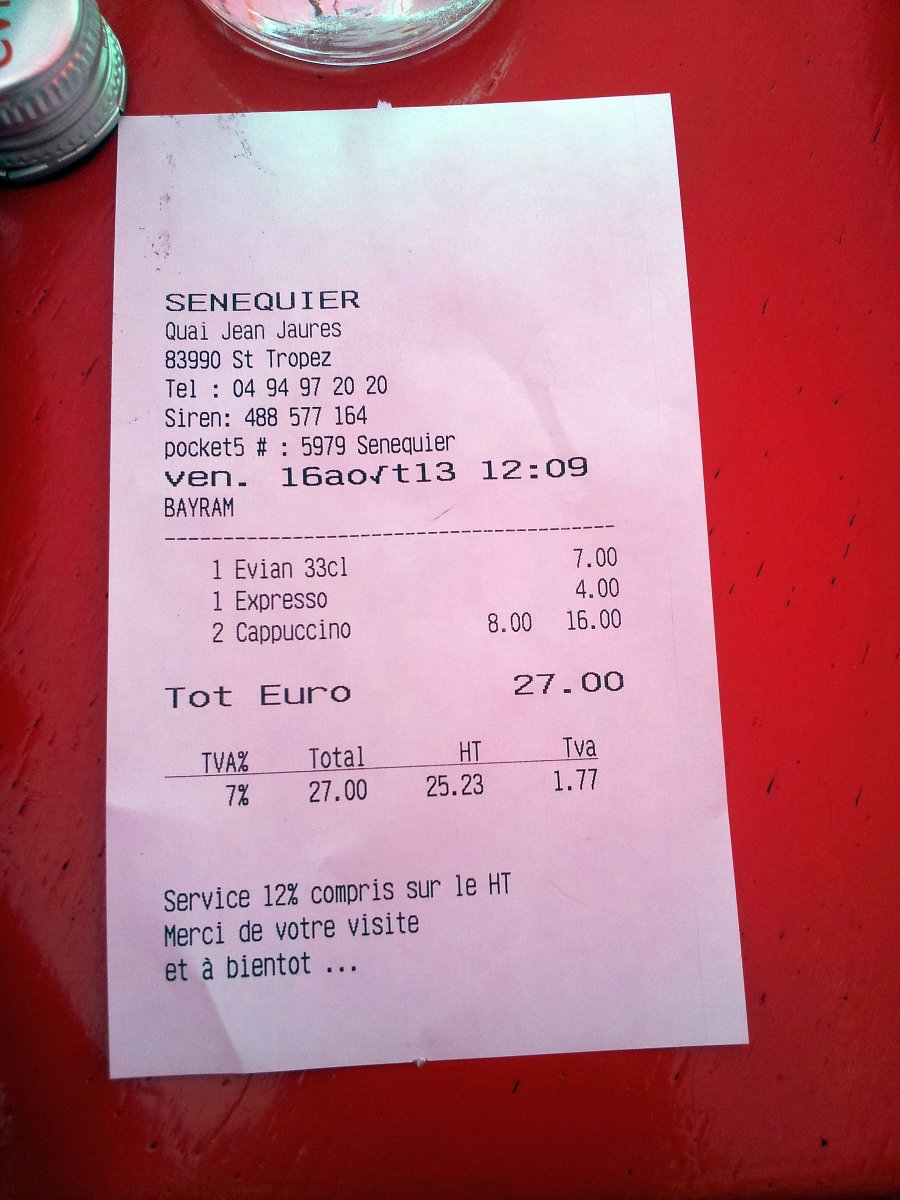 SENEQUIER
Quai Jean Jaures
83990 St Tropez
Tel : 04 94 97 20 20
Siren: 488 577 164
pocket5 # : 5979 Senequier
ven. 16ao√t13 12:09
BAYRAM
1 Evian 33cl 7.00
1 Expresso 4.00
2 Cappuccino 8.00 16.00
Tot Euro 27.00
TVA% Total HT Tva
7% 27.00 25.23 1.77
Service 12% compris sur le HT
Merci de votre visite
et à bientot ...